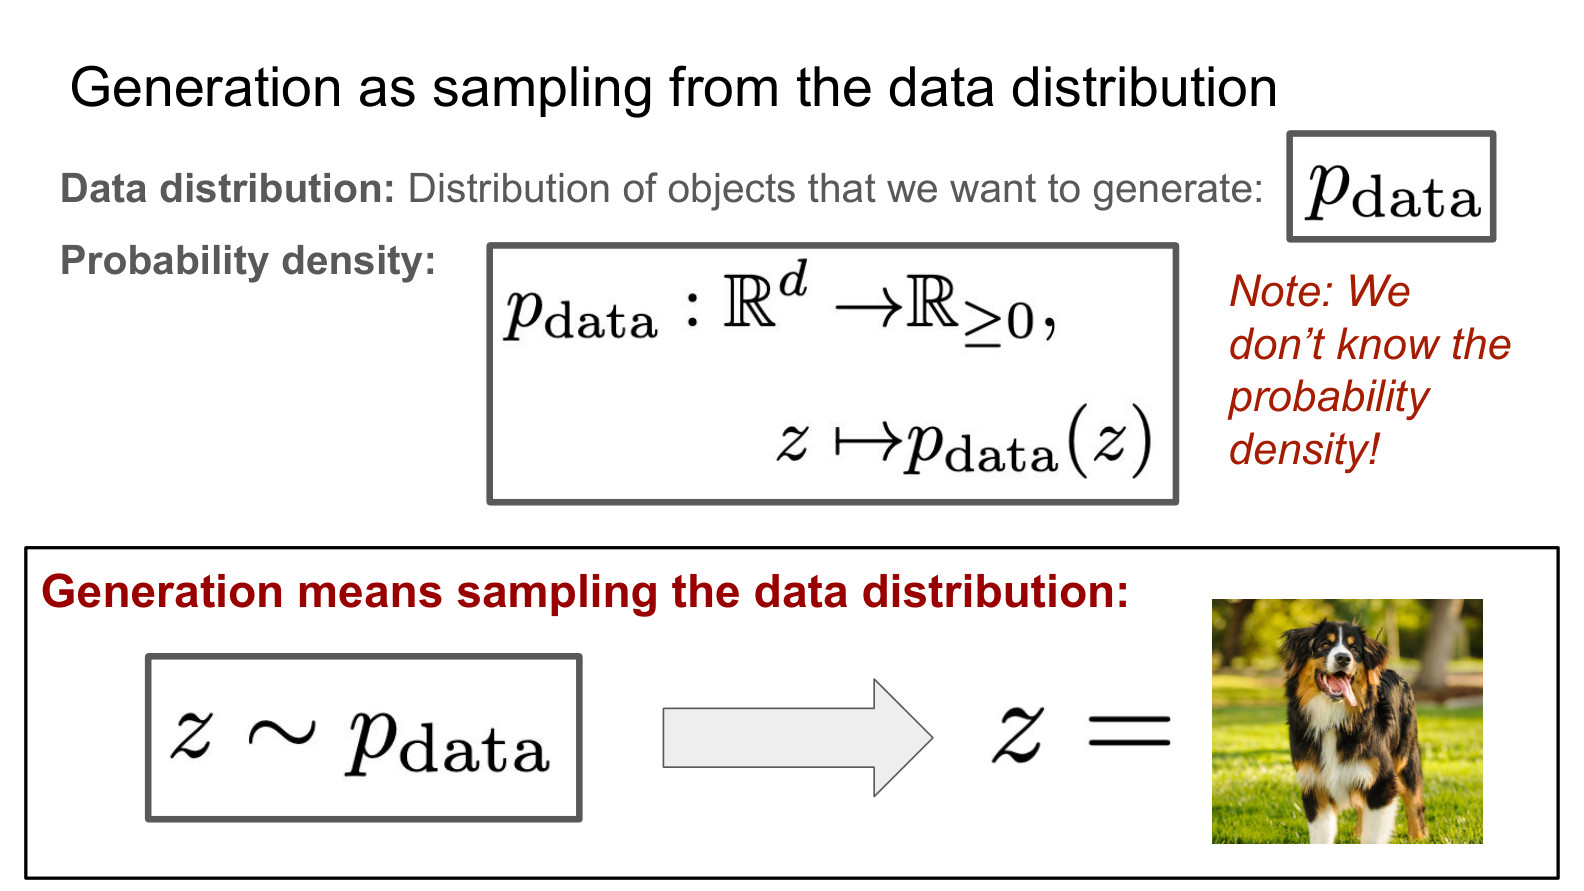 Generation as sampling from the data distribution
Data distribution: Distribution of objects that we want to generate: p_data
Probability density:
p_data : ℝ^d → ℝ_≥0,
z ↦ p_data(z)
Note: We
don’t know the
probability
density!
Generation means sampling the data distribution:
z ∼ p_data
z =